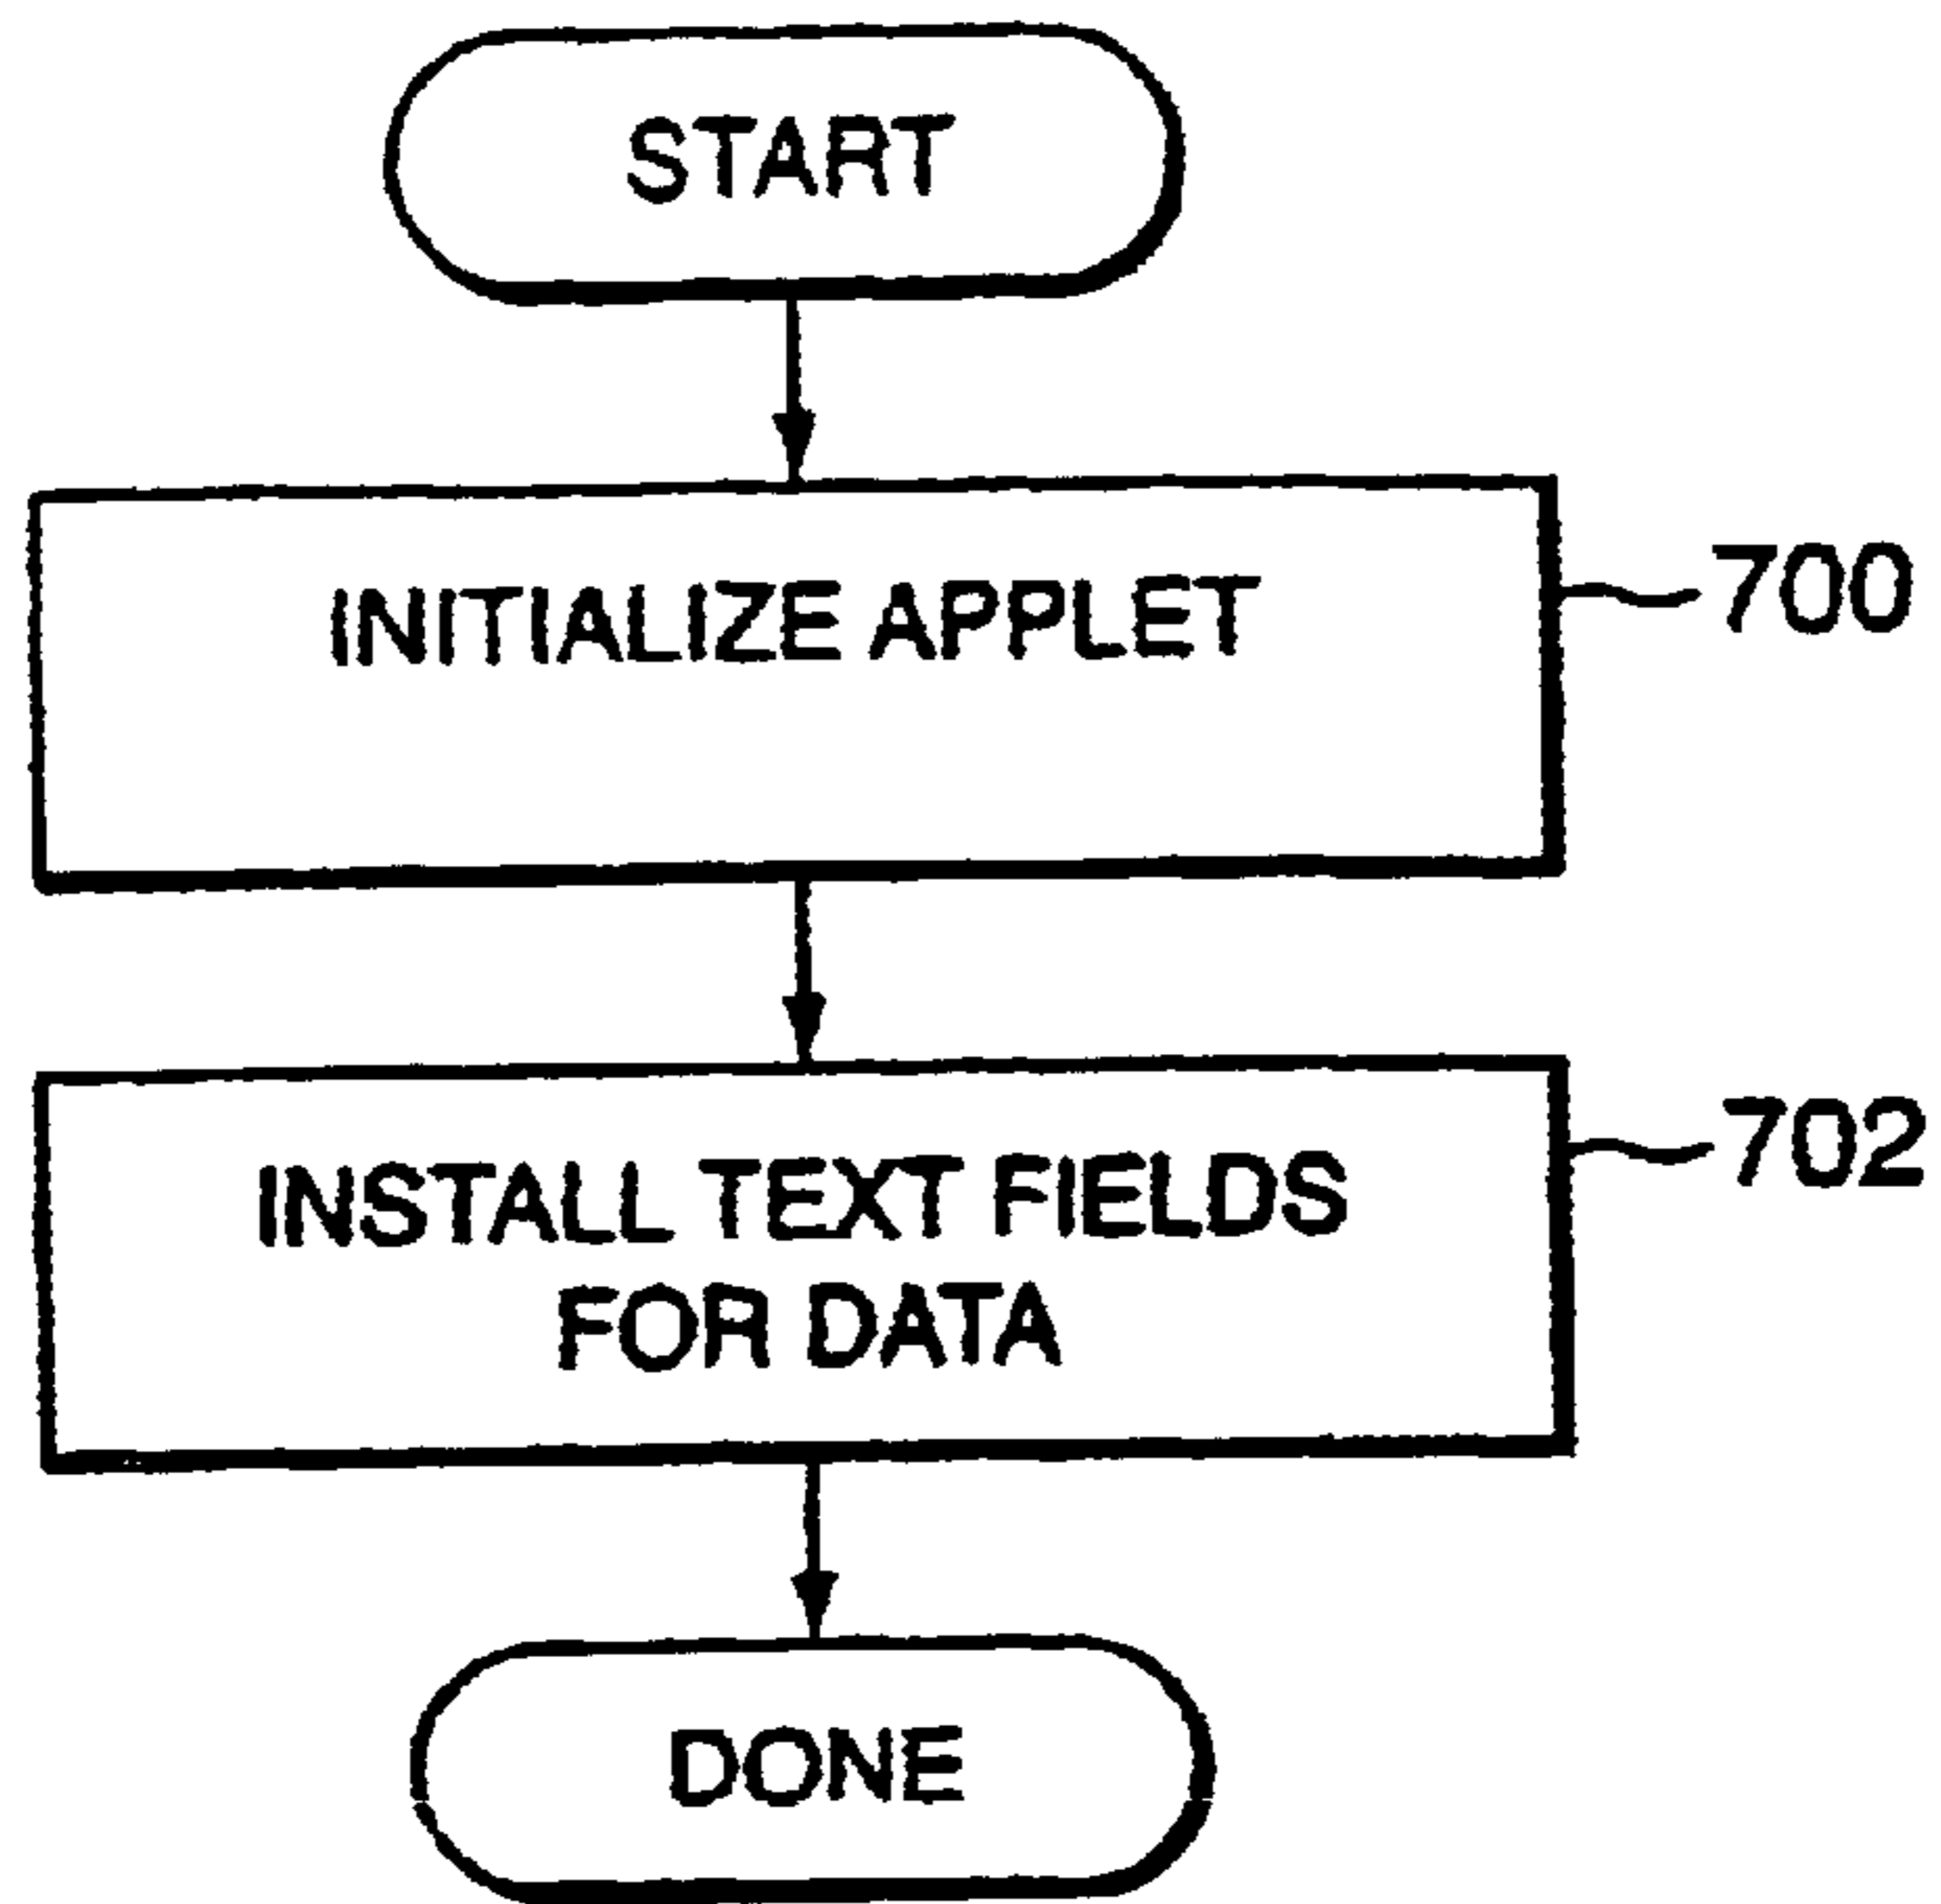 START
INITIALIZE APPLET
700
INSTALL TEXT FIELDS
FOR DATA
702
DONE